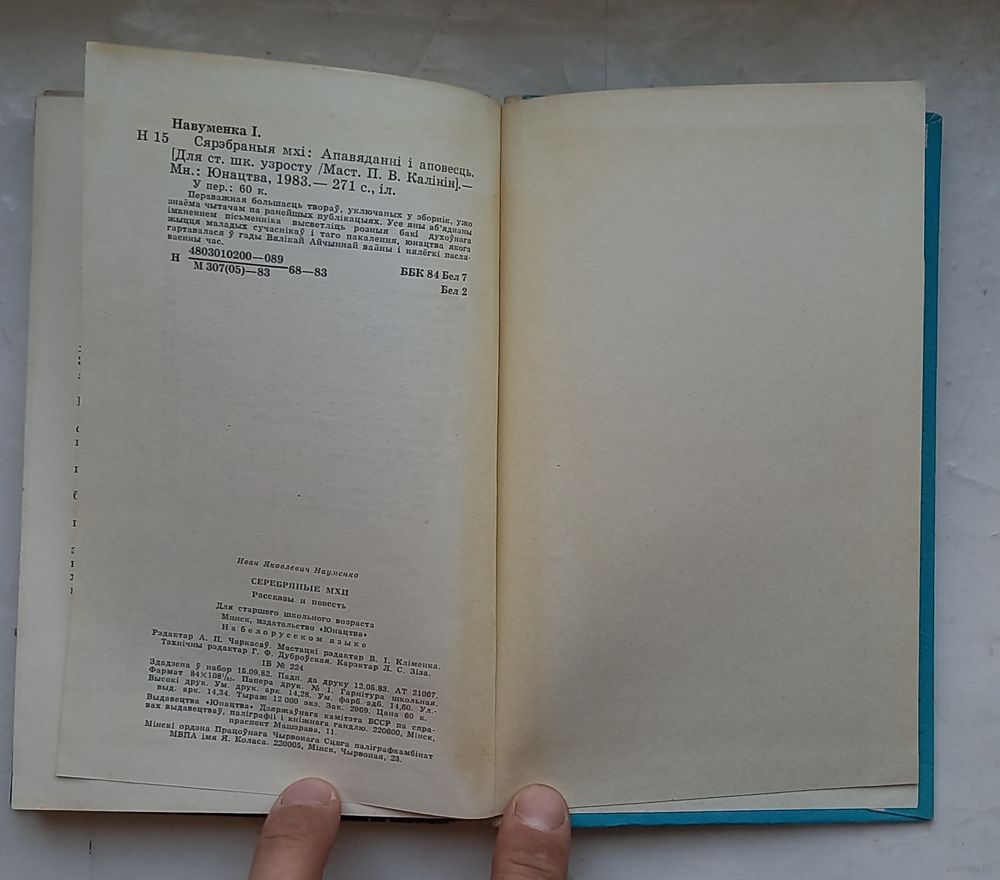 Навуменка І.
Н 15
Сярэбраныя мхі: Апавяданні і аповесць.
[Для ст. шк. узросту /Маст. П. В. Калінін].—
Мн.: Юнацтва, 1983.— 271 с., іл.
У пер.: 60 к.
Пераважная большасць твораў, уключаных у зборнік, ужо
знаёма чытачам па ранейшых публікацыях. Усе яны аб'яднаны
імкненнем пісьменніка высветліць розныя бакі духоўнага
жыцця маладых сучаснікаў і таго пакалення, юнацтва якога
гартавалася ў гады Вялікай Айчыннай вайны і нялёгкі пасля-
ваенны час.
Н 4803010200—089
М 307(05)—83 68—83
ББК 84 Бел 7
Бел 2
Иван Яковлевич Науменко
СЕРЕБРЯНЫЕ МХИ
Рассказы и повесть
Для старшего школьного возраста
Минск, издательство «Юнацтва»
На белорусском языке
Рэдактар А. П. Чаркасаў. Мастацкі рэдактар В. І. Кліменка.
Тэхнічны рэдактар Г. Ф. Дуброўская. Карэктар Л. С. Зіза.
ІБ № 224
Здадзена ў набор 15.09.82. Падп. да друку 12.05.83. АТ 21067.
Фармат 84×108 1/32. Папера друк. № 1. Гарнітура школьная.
Высокі друк. Ум. друк. арк. 14,28. Ум. фарб.-адб. 14,60. Ул.-
выд. арк. 14,34. Тыраж 12 000 экз. Зак. 2969. Цана 60 к.
Выдавецтва «Юнацтва» Дзяржаўнага камітэта БССР па спра-
вах выдавецтваў, паліграфіі і кніжнага гандлю. 220600, Мінск,
праспект Машэрава, 11.
Мінскі ордэна Працоўнага Чырвонага Сцяга паліграфкамбінат
МВПА імя Я. Коласа. 220005, Мінск, Чырвоная, 23.